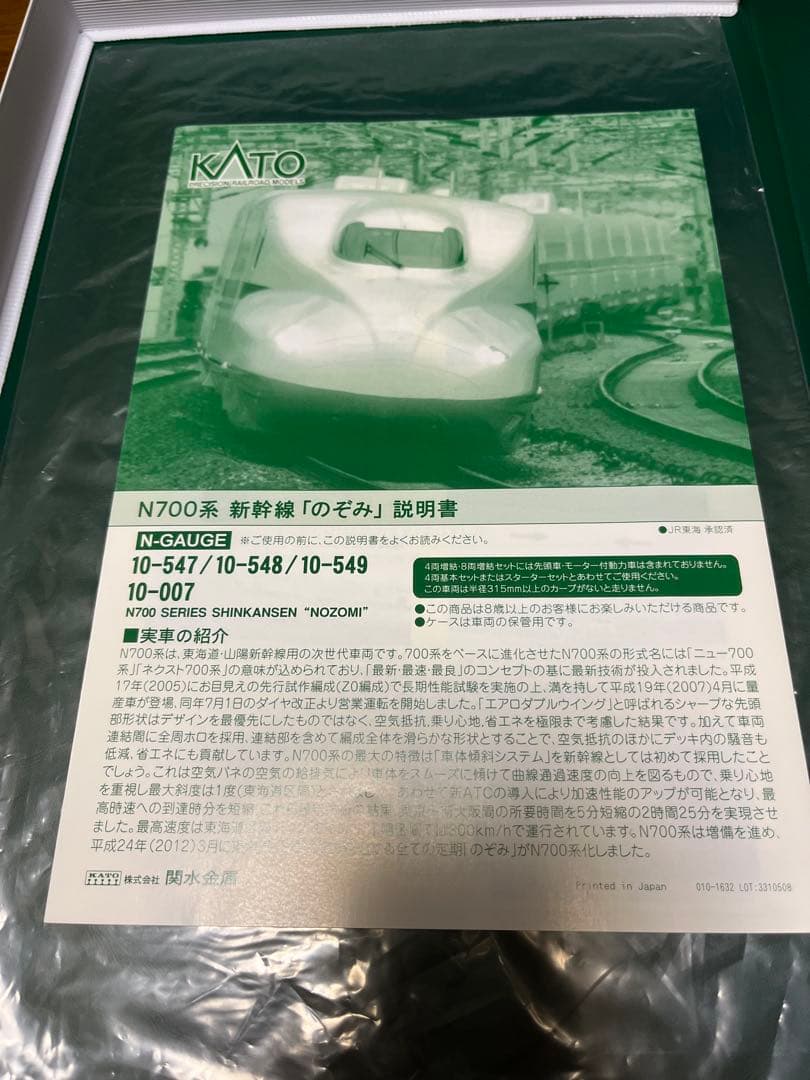 KATO
PRECISION RAILROAD MODELS
N700系 新幹線「のぞみ」説明書
●JR東海 承認済
N-GAUGE ※ご使用の前に、この説明書をよくお読みください。
10-547/10-548/10-549
10-007
N700 SERIES SHINKANSEN "NOZOMI"
4両増結・8両増結セットには先頭車・モーター付動力車は含まれておりません。
4両基本セットまたはスターターセットとあわせてご使用ください。
この車両は半径315mm以上のカーブがないと走りません。
●この商品は8歳以上のお客様にお楽しみいただける商品です。
●ケースは車両の保管用です。
■実車の紹介
N700系は、東海道・山陽新幹線用の次世代車両です。700系をベースに進化させたN700系の形式名には「ニュー700
系」「ネクスト700系」の意味が込められており、「最新・最速・最良」のコンセプトの基に最新技術が投入されました。平成
17年(2005)にお目見えの先行試作編成(Z0編成)で長期性能試験を実施の上、満を持して平成19年(2007)4月に量
産車が登場、同年7月1日のダイヤ改正より営業運転を開始しました。「エアロダブルウイング」と呼ばれるシャープな先頭
部形状はデザインを最優先にしたものではなく、空気抵抗、乗り心地、省エネを極限まで考慮した結果です。加えて車両
連結間に全周ホロを採用、連結部を含めて編成全体を滑らかな形状とすることで、空気抵抗のほかにデッキ内の騒音も
低減、省エネにも貢献しています。N700系の最大の特徴は「車体傾斜システム」を新幹線としては初めて採用したこと
でしょう。これは空気バネの空気の給排気により車体をスムーズに傾けて曲線通過速度の向上を図るもので、乗り心地
を重視し最大傾斜は1度(東海道区間) あわせて新ATCの導入により加速性能のアップが可能となり、最
高時速への到達時分を短縮 結果、東京〜新大阪間の所要時間を5分短縮の2時間25分を実現させ
ました。最高速度は東海道 300km/hで運行されています。N700系は増備を進め、
平成24年(2012)3月に 全ての定期「のぞみ」がN700系化しました。
KATO 株式会社 関水金属
Printed in Japan 010-1632 LOT:3310508